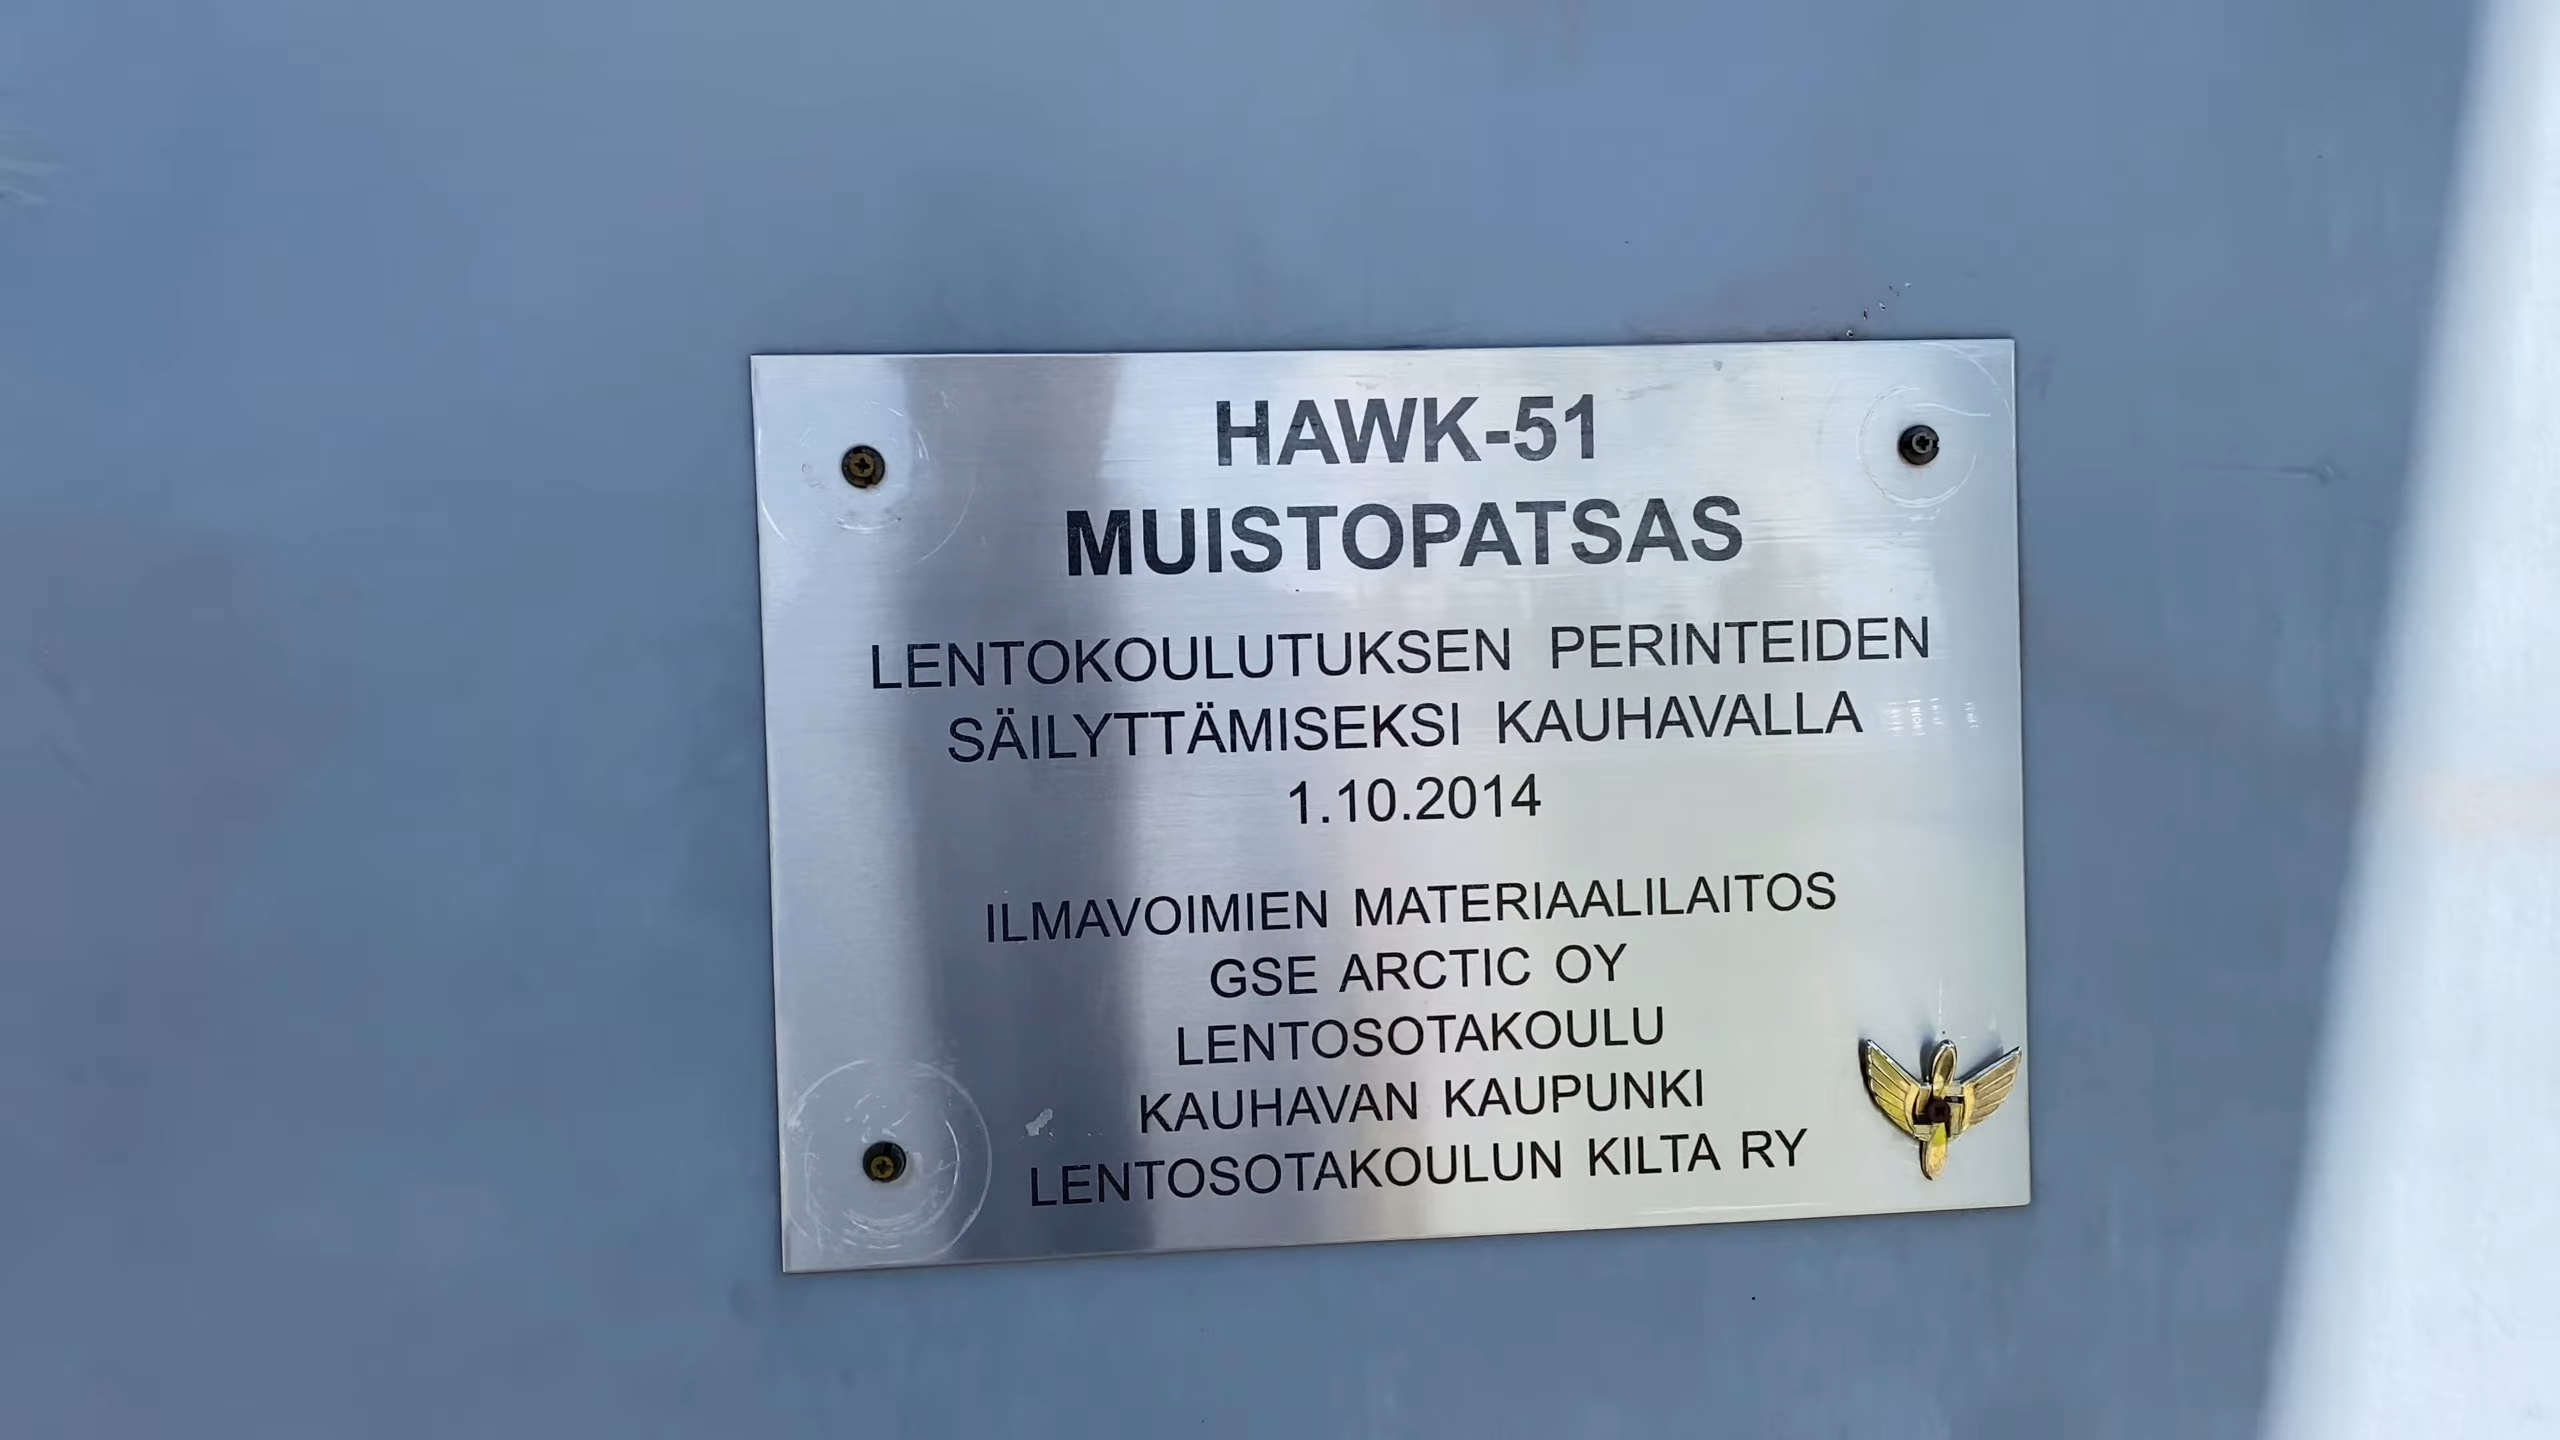 HAWK-51
MUISTOPATSAS
LENTOKOULUTUKSEN PERINTEIDEN
SÄILYTTÄMISEKSI KAUHAVALLA
1.10.2014
ILMAVOIMIEN MATERIAALILAITOS
GSE ARCTIC OY
LENTOSOTAKOULU
KAUHAVAN KAUPUNKI
LENTOSOTAKOULUN KILTA RY